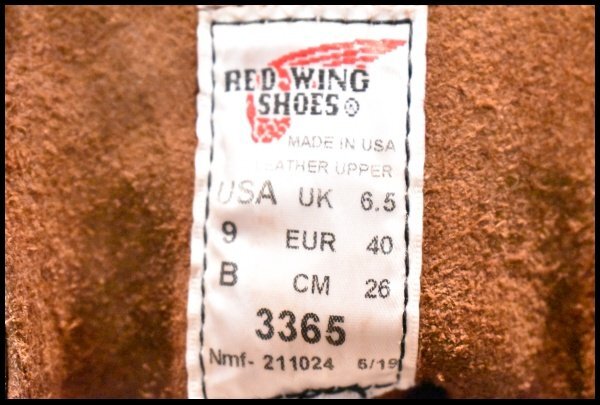 RED WING
SHOES®
MADE IN USA
LEATHER UPPER
USA UK 6.5
9 EUR 40
B CM 26
3365
Nmf- 211024 6/19